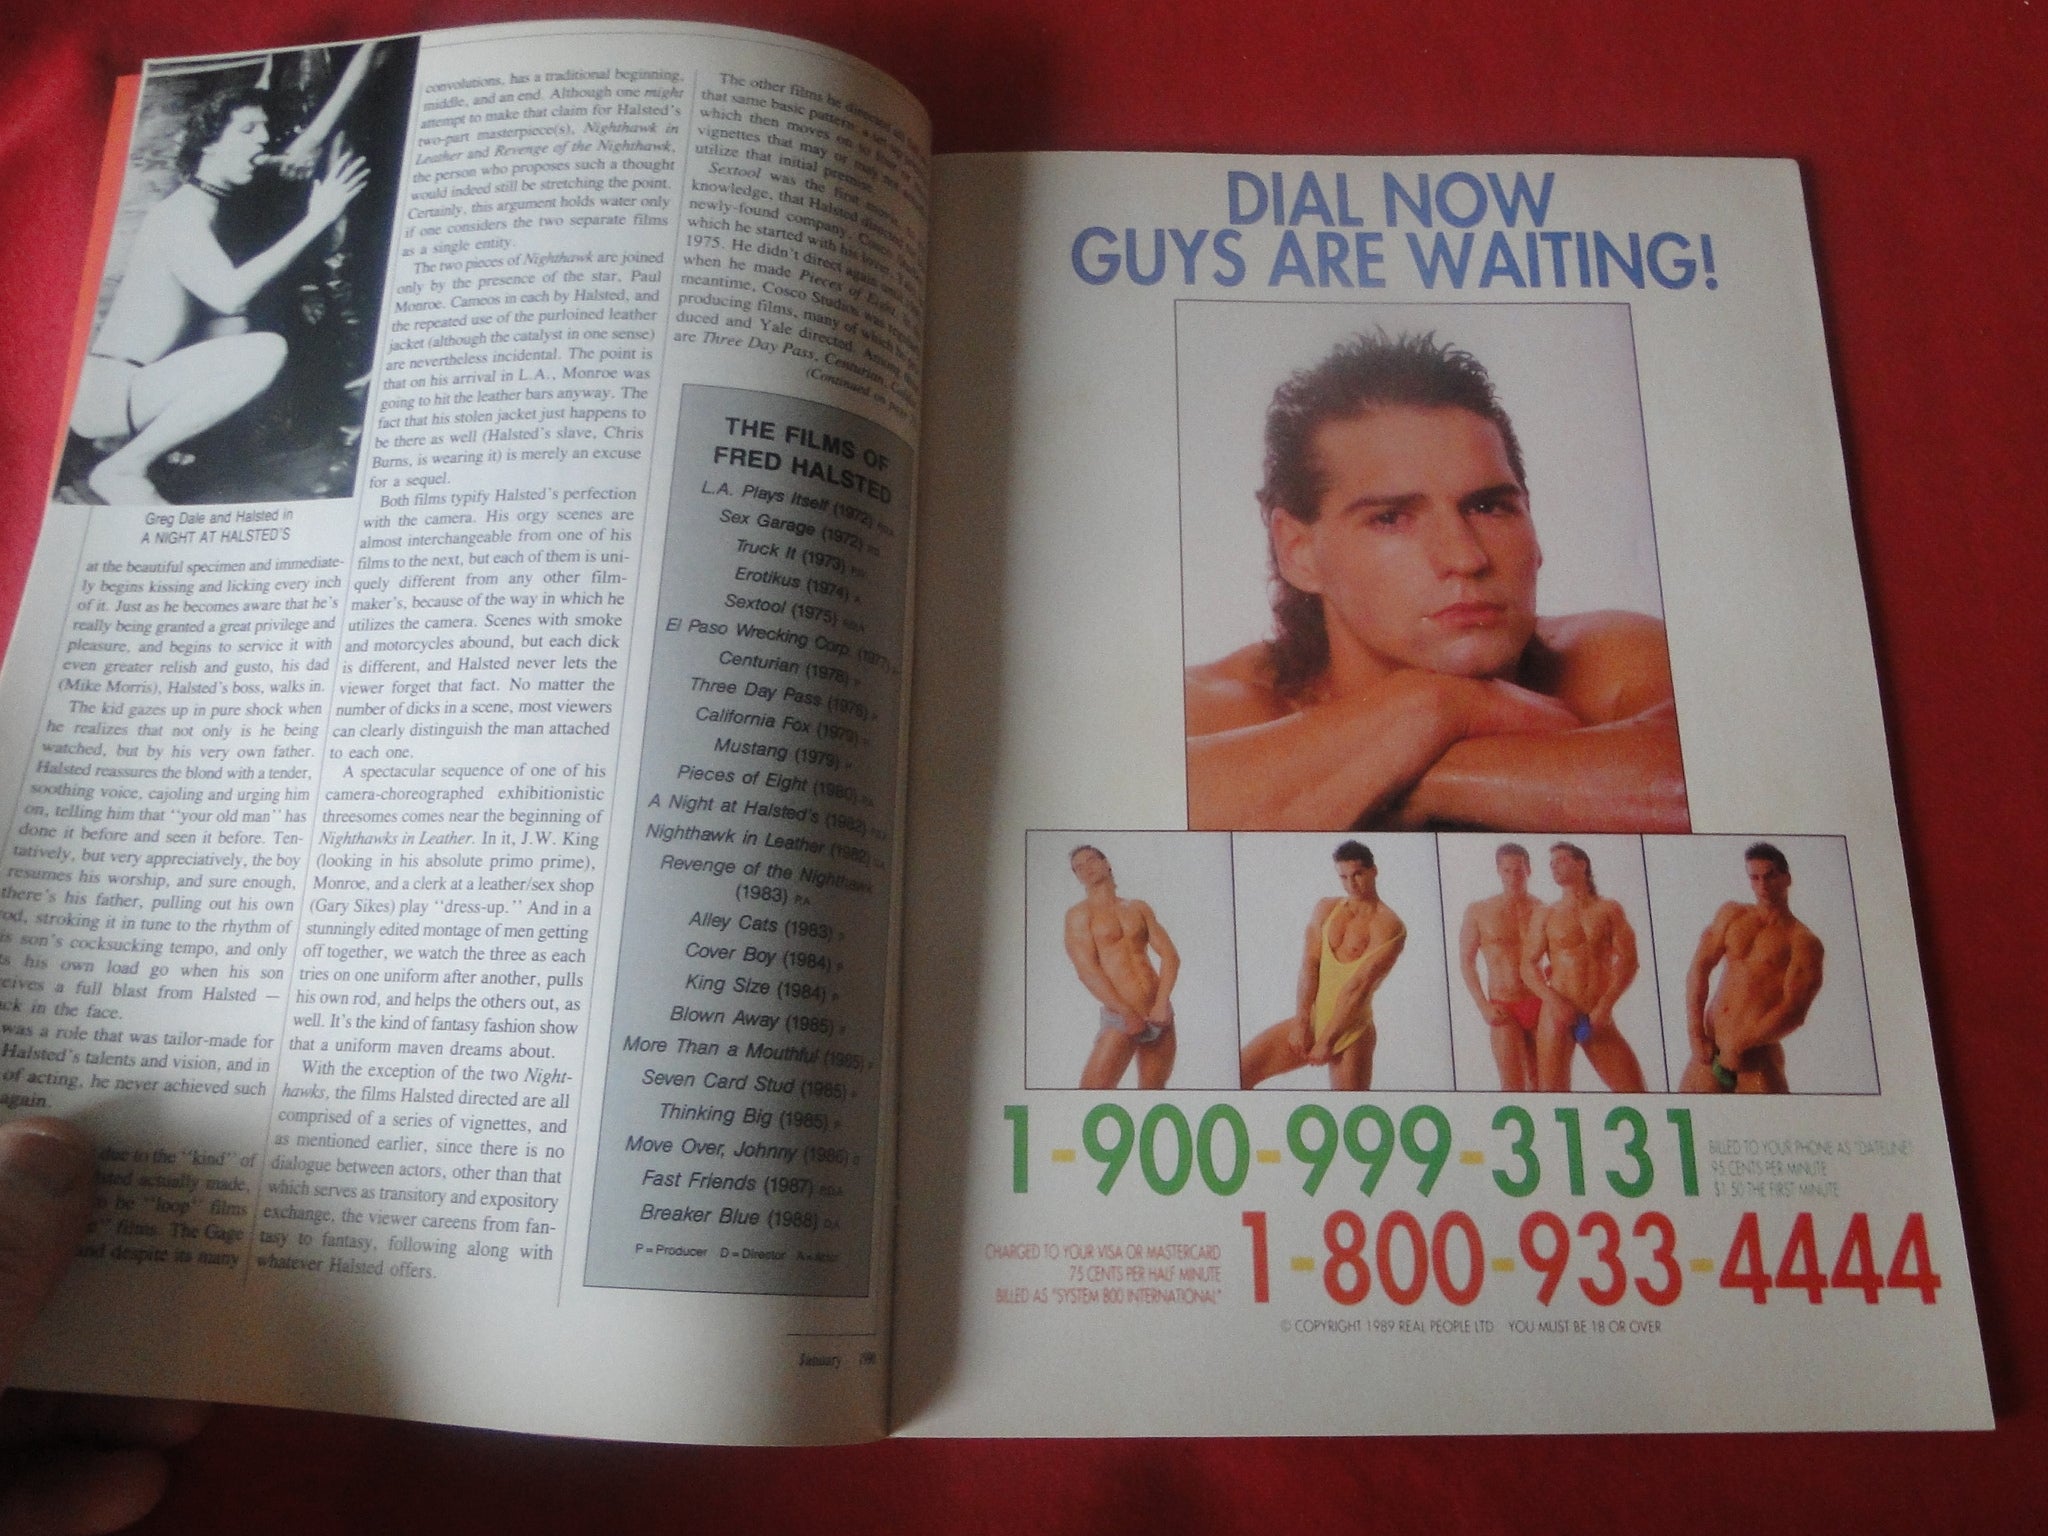 Greg Dale and Halsted in
A NIGHT AT HALSTED'S
at the beautiful specimen and immediate-
ly begins kissing and licking every inch
of it. Just as he becomes aware that he's
really being granted a great privilege and
pleasure, and begins to service it with
even greater relish and gusto, his dad
(Mike Morris), Halsted's boss, walks in.
The kid gazes up in pure shock when
he realizes that not only is he being
watched, but by his very own father.
Halsted reassures the blond with a tender,
soothing voice, cajoling and urging him
on, telling him that "your old man" has
done it before and seen it before. Ten-
tatively, but very appreciatively, the boy
resumes his worship, and sure enough,
there's his father, pulling out his own
rod, stroking it in tune to the rhythm of
son's cocksucking tempo, and only
his own load go when his son
a full blast from Halsted —
in the face.
was a role that was tailor-made for
Halsted's talents and vision, and in
of acting, he never achieved such
again.
due to the "kind" of
actually made,
be "loop" films
films. The Gage
and despite its many
convolutions, has a traditional beginning,
middle, and an end. Although one might
attempt to make that claim for Halsted's
two-part masterpiece(s), Nighthawk in
Leather and Revenge of the Nighthawk,
the person who proposes such a thought
would indeed still be stretching the point.
Certainly, this argument holds water only
if one considers the two separate films
as a single entity.
The two pieces of Nighthawk are joined
only by the presence of the star, Paul
Monroe. Cameos in each by Halsted, and
the repeated use of the purloined leather
jacket (although the catalyst in one sense)
are nevertheless incidental. The point is
that on his arrival in L.A., Monroe was
going to hit the leather bars anyway. The
fact that his stolen jacket just happens to
be there as well (Halsted's slave, Chris
Burns, is wearing it) is merely an excuse
for a sequel.
Both films typify Halsted's perfection
with the camera. His orgy scenes are
almost interchangeable from one of his
films to the next, but each of them is uni-
quely different from any other film-
maker's, because of the way in which he
utilizes the camera. Scenes with smoke
and motorcycles abound, but each dick
is different, and Halsted never lets the
viewer forget that fact. No matter the
number of dicks in a scene, most viewers
can clearly distinguish the man attached
to each one.
A spectacular sequence of one of his
camera-choreographed exhibitionistic
threesomes comes near the beginning of
Nighthawks in Leather. In it, J.W. King
(looking in his absolute primo prime),
Monroe, and a clerk at a leather/sex shop
(Gary Sikes) play "dress-up." And in a
stunningly edited montage of men getting
off together, we watch the three as each
tries on one uniform after another, pulls
his own rod, and helps the others out, as
well. It's the kind of fantasy fashion show
that a uniform maven dreams about.
With the exception of the two Night-
hawks, the films Halsted directed are all
comprised of a series of vignettes, and
as mentioned earlier, since there is no
dialogue between actors, other than that
which serves as transitory and expository
exchange, the viewer careens from fan-
tasy to fantasy, following along with
whatever Halsted offers.
The other films he directed all
that same basic pattern: a set
which then moves on to four or
vignettes that may or may not
utilize that initial premise.
Sextool was the first movie,
knowledge, that Halsted directed
newly-found company, Cosco
which he started with his lover,
1975. He didn't direct again until
when he made Pieces of Eight. In
meantime, Cosco Studios was
producing films, many of which he
duced and Yale directed. Among
are Three Day Pass, Centurian,
(Continued on page
THE FILMS OF
FRED HALSTED
L.A. Plays Itself (1972)
Sex Garage (1972)
Truck It (1973)
Erotikus (1974)
Sextool (1975)
El Paso Wrecking Corp. (1977)
Centurian (1978)
Three Day Pass (1978)
California Fox (1979)
Mustang (1979)
Pieces of Eight (1980)
A Night at Halsted's (1982)
Nighthawk in Leather (1982)
Revenge of the Nighthawk
(1983)
Alley Cats (1983)
Cover Boy (1984)
King Size (1984)
Blown Away (1985)
More Than a Mouthful (1985)
Seven Card Stud (1985)
Thinking Big (1985)
Move Over, Johnny (1986)
Fast Friends (1987)
Breaker Blue (1988)
P=Producer D=Director A=Actor
January
DIAL NOW
GUYS ARE WAITING!
1-900-999-3131
BILLED TO YOUR PHONE AS "DATELINE"
95 CENTS PER MINUTE
$1.50 THE FIRST MINUTE
CHARGED TO YOUR VISA OR MASTERCARD
75 CENTS PER HALF MINUTE
BILLED AS "SYSTEM 800 INTERNATIONAL"
1-800-933-4444
© COPYRIGHT 1989 REAL PEOPLE LTD YOU MUST BE 18 OR OVER